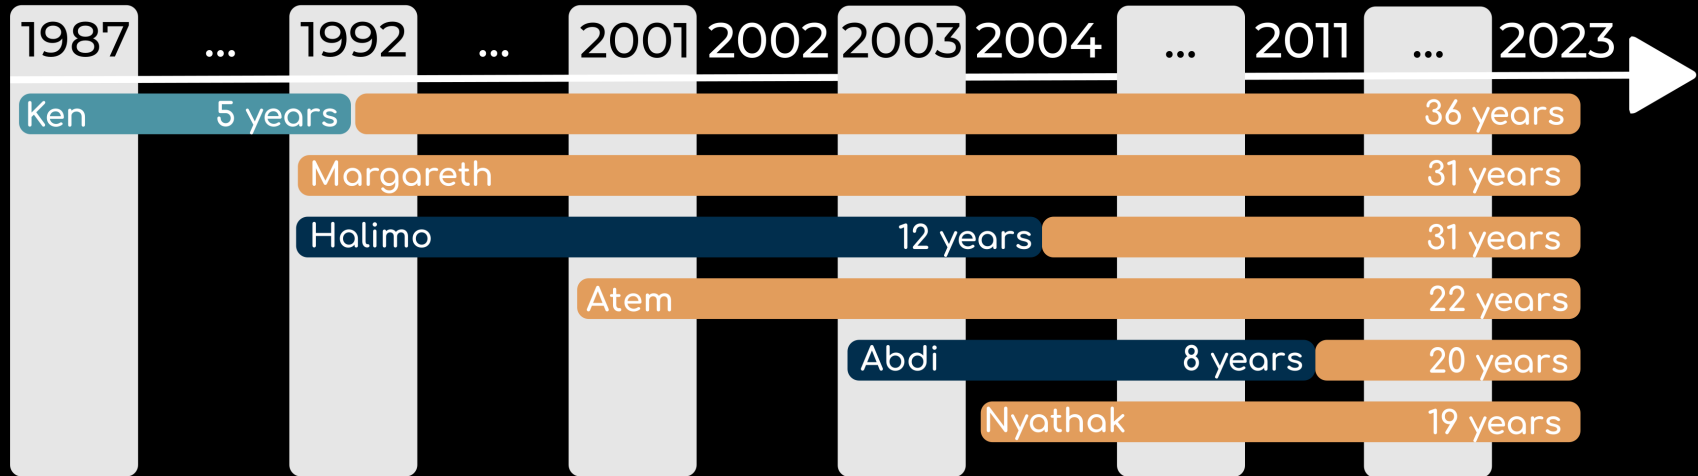 1987 ... 1992 ... 2001 2002 2003 2004 ... 2011 ... 2023
Ken 5 years 36 years
Margareth 31 years
Halimo 12 years 31 years
Atem 22 years
Abdi 8 years 20 years
Nyathak 19 years